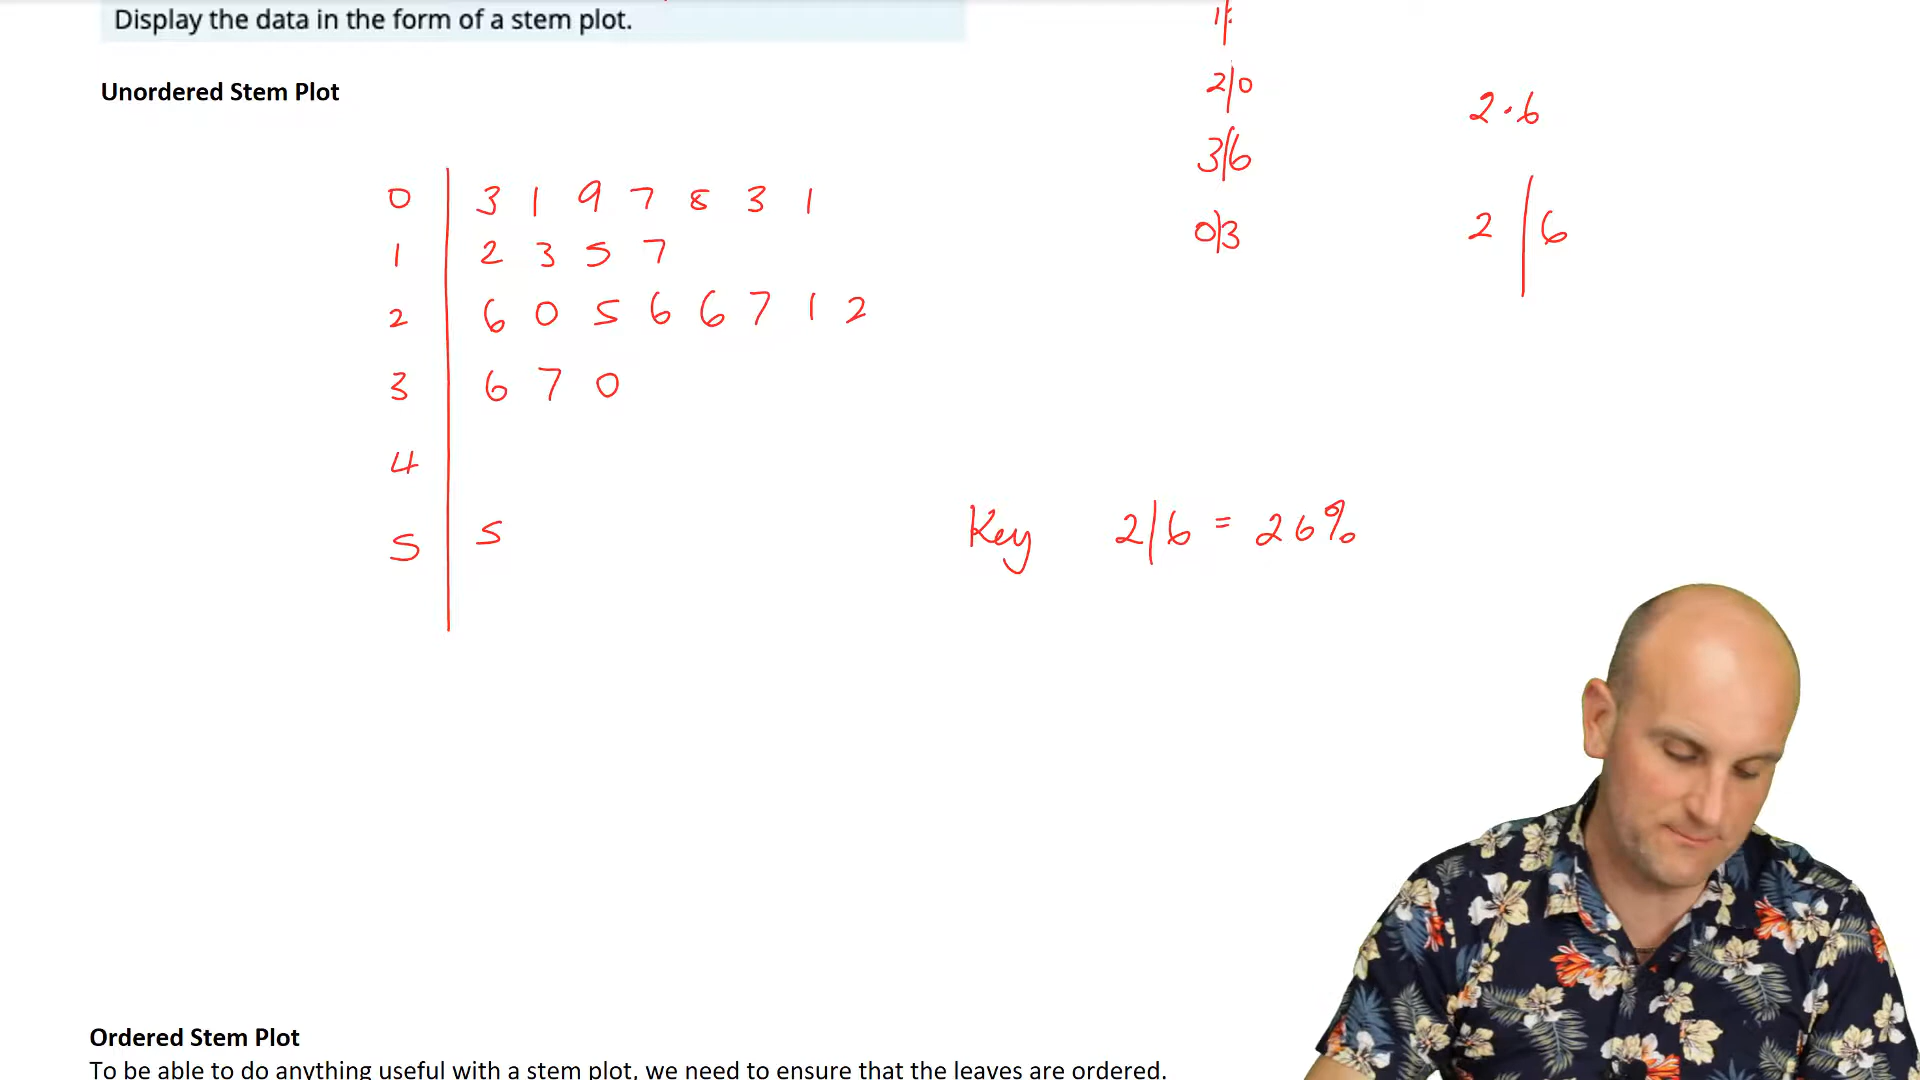 Display the data in the form of a stem plot.
Unordered Stem Plot
2|0
3|6
0|3
2.6
2 | 6
0 | 3 1 9 7 8 3 1
1 | 2 3 5 7
2 | 6 0 5 6 6 7 1 2
3 | 6 7 0
4 |
5 | 5
Key 2|6 = 26%
Ordered Stem Plot
To be able to do anything useful with a stem plot, we need to ensure that the leaves are ordered.